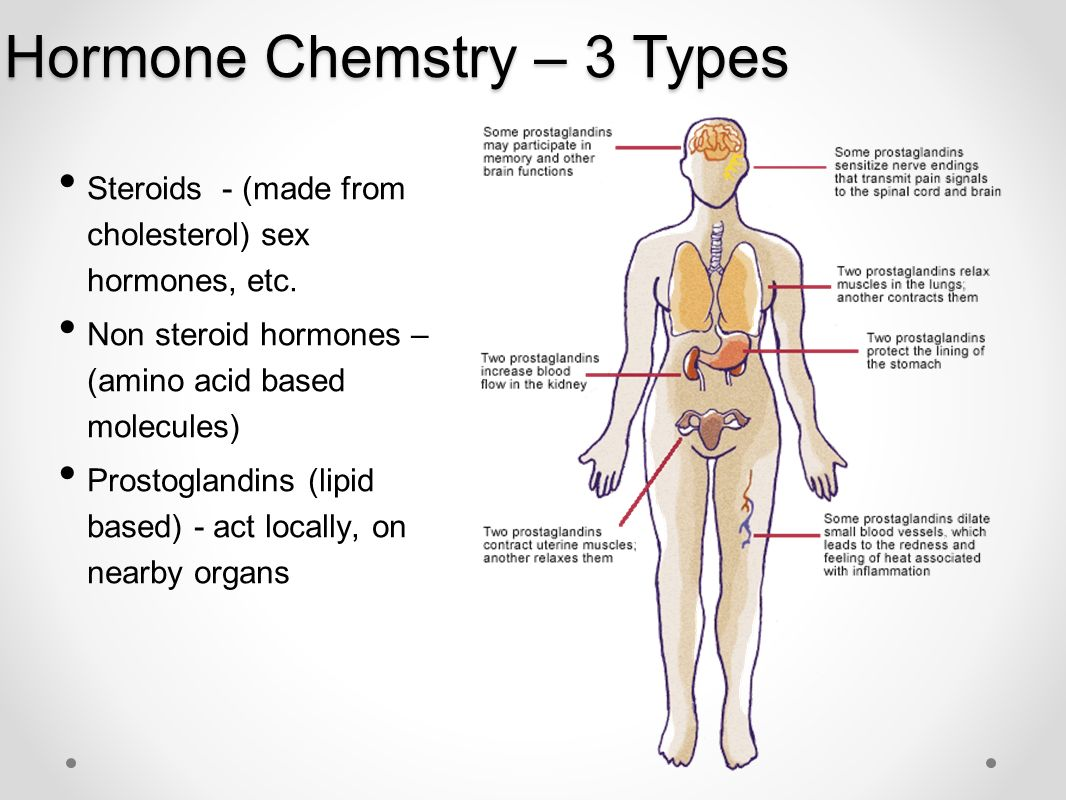 Hormone Chemstry – 3 Types
• Steroids - (made from
cholesterol) sex
hormones, etc.
• Non steroid hormones –
(amino acid based
molecules)
• Prostoglandins (lipid
based) - act locally, on
nearby organs
Some prostaglandins
may participate in
memory and other
brain functions
Some prostaglandins
sensitize nerve endings
that transmit pain signals
to the spinal cord and brain
Two prostaglandins relax
muscles in the lungs;
another contracts them
Two prostaglandins
protect the lining of
the stomach
Two prostaglandins
increase blood
flow in the kidney
Two prostaglandins
contract uterine muscles;
another relaxes them
Some prostaglandins dilate
small blood vessels, which
leads to the redness and
feeling of heat associated
with inflammation